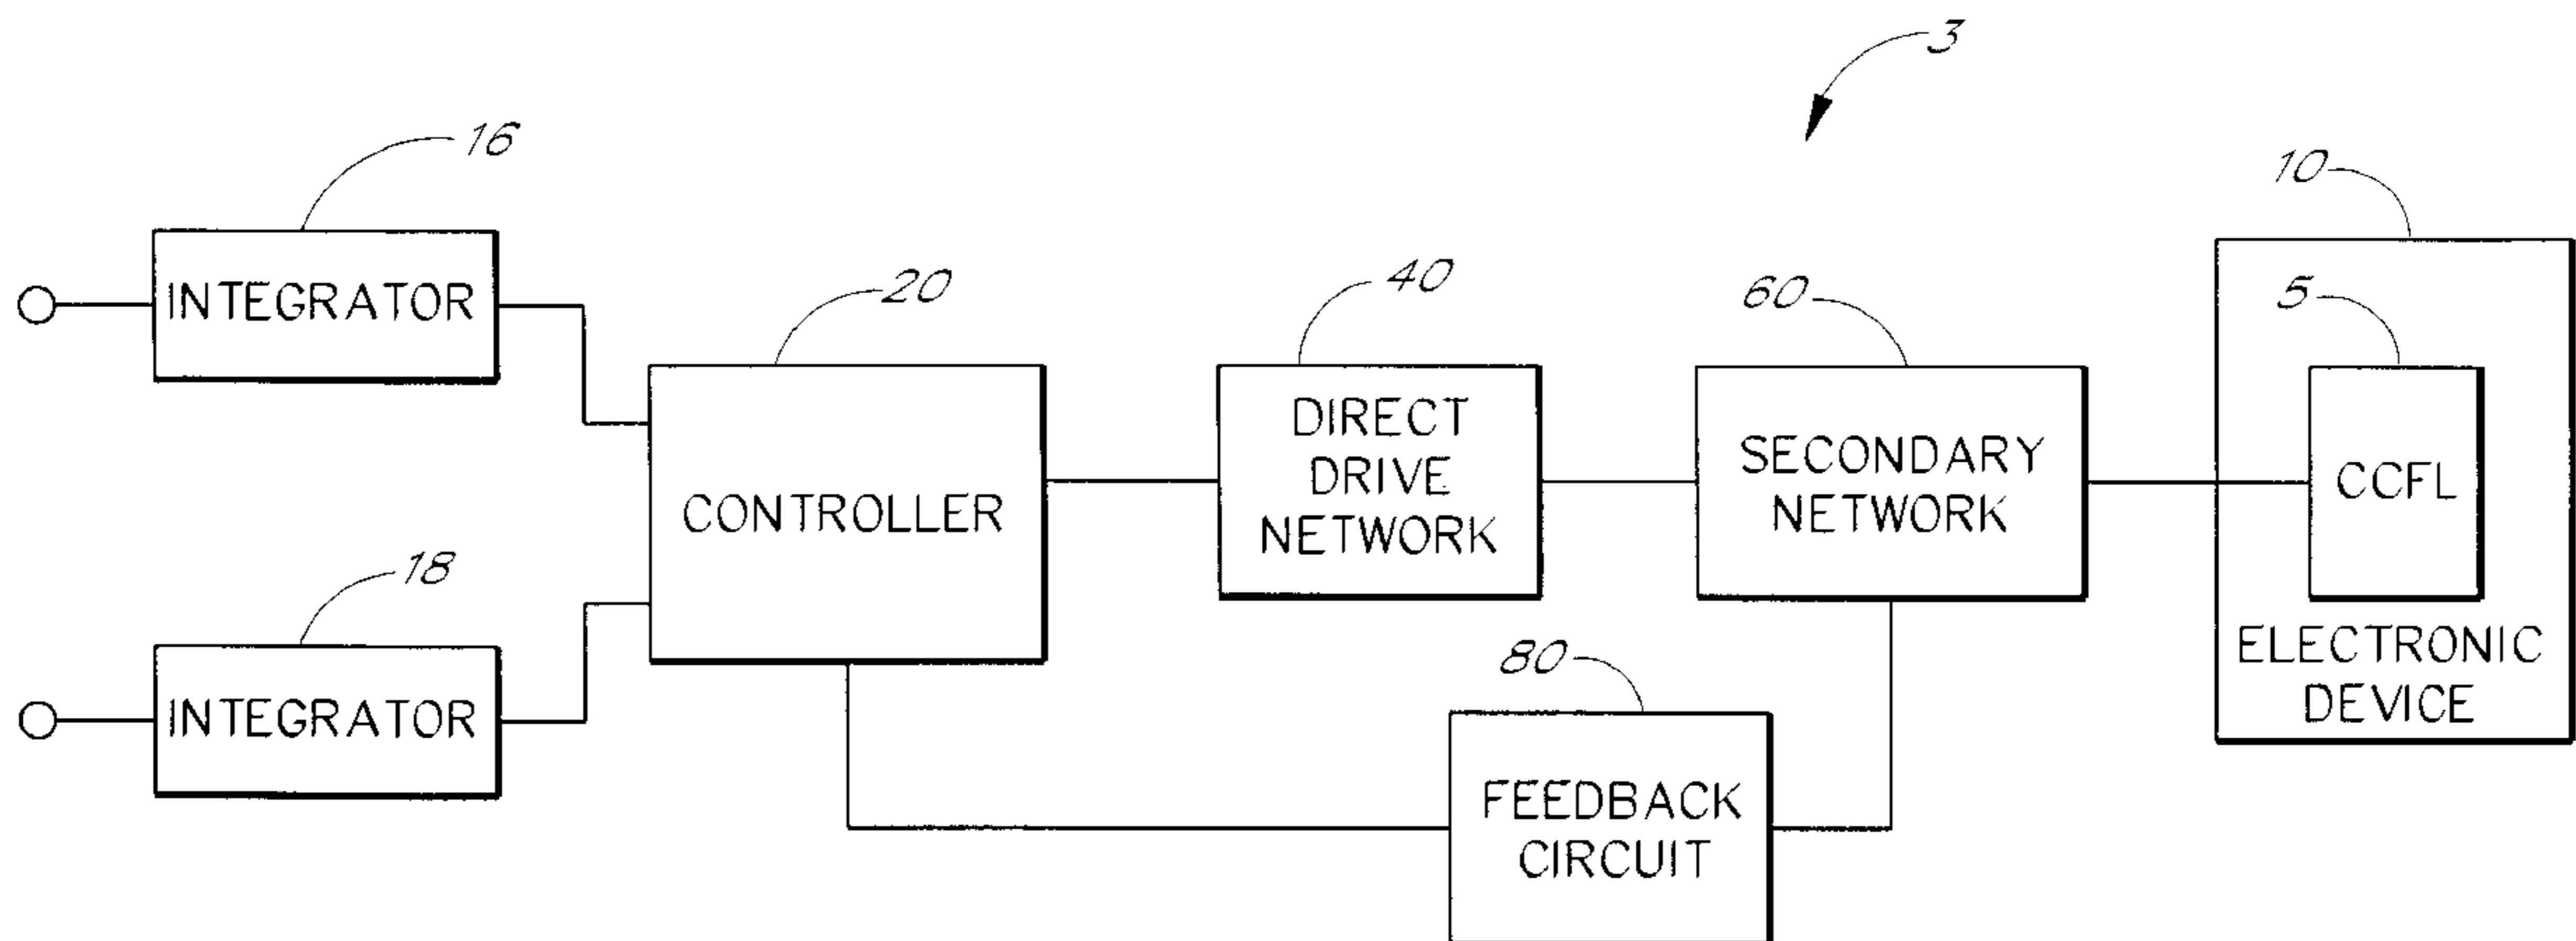 3
16
INTEGRATOR
20
CONTROLLER
18
INTEGRATOR
40
DIRECT
DRIVE
NETWORK
60
SECONDARY
NETWORK
80
FEEDBACK
CIRCUIT
10
5
CCFL
ELECTRONIC
DEVICE